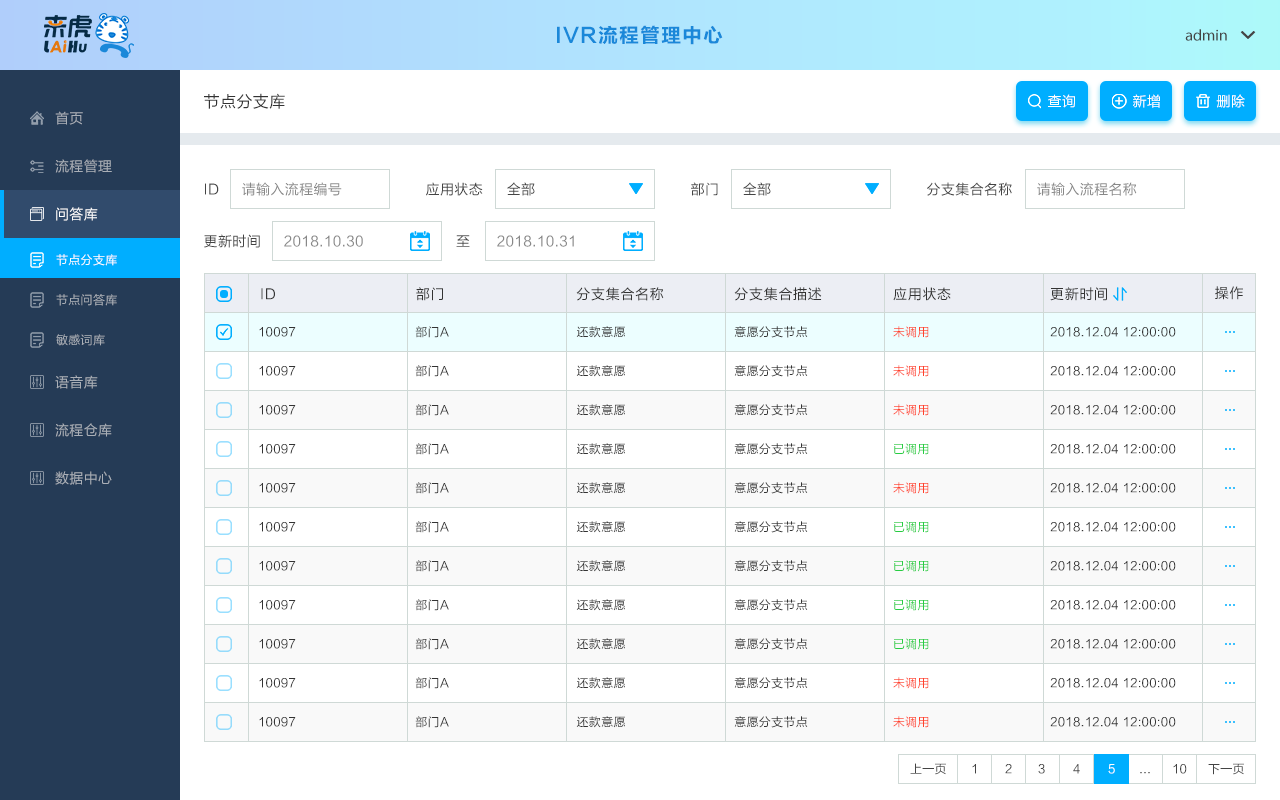 来虎
LAiHu
IVR流程管理中心
admin
首页
流程管理
问答库
节点分支库
节点问答库
敏感词库
语音库
流程仓库
数据中心
节点分支库
查询
新增
删除
ID 请输入流程编号 应用状态 全部 部门 全部 分支集合名称 请输入流程名称
更新时间 2018.10.30 至 2018.10.31
ID 部门 分支集合名称 分支集合描述 应用状态 更新时间 操作
10097 部门A 还款意愿 意愿分支节点 未调用 2018.12.04 12:00:00 ...
10097 部门A 还款意愿 意愿分支节点 未调用 2018.12.04 12:00:00 ...
10097 部门A 还款意愿 意愿分支节点 未调用 2018.12.04 12:00:00 ...
10097 部门A 还款意愿 意愿分支节点 已调用 2018.12.04 12:00:00 ...
10097 部门A 还款意愿 意愿分支节点 未调用 2018.12.04 12:00:00 ...
10097 部门A 还款意愿 意愿分支节点 已调用 2018.12.04 12:00:00 ...
10097 部门A 还款意愿 意愿分支节点 已调用 2018.12.04 12:00:00 ...
10097 部门A 还款意愿 意愿分支节点 已调用 2018.12.04 12:00:00 ...
10097 部门A 还款意愿 意愿分支节点 已调用 2018.12.04 12:00:00 ...
10097 部门A 还款意愿 意愿分支节点 未调用 2018.12.04 12:00:00 ...
10097 部门A 还款意愿 意愿分支节点 未调用 2018.12.04 12:00:00 ...
上一页 1 2 3 4 5 ... 10 下一页